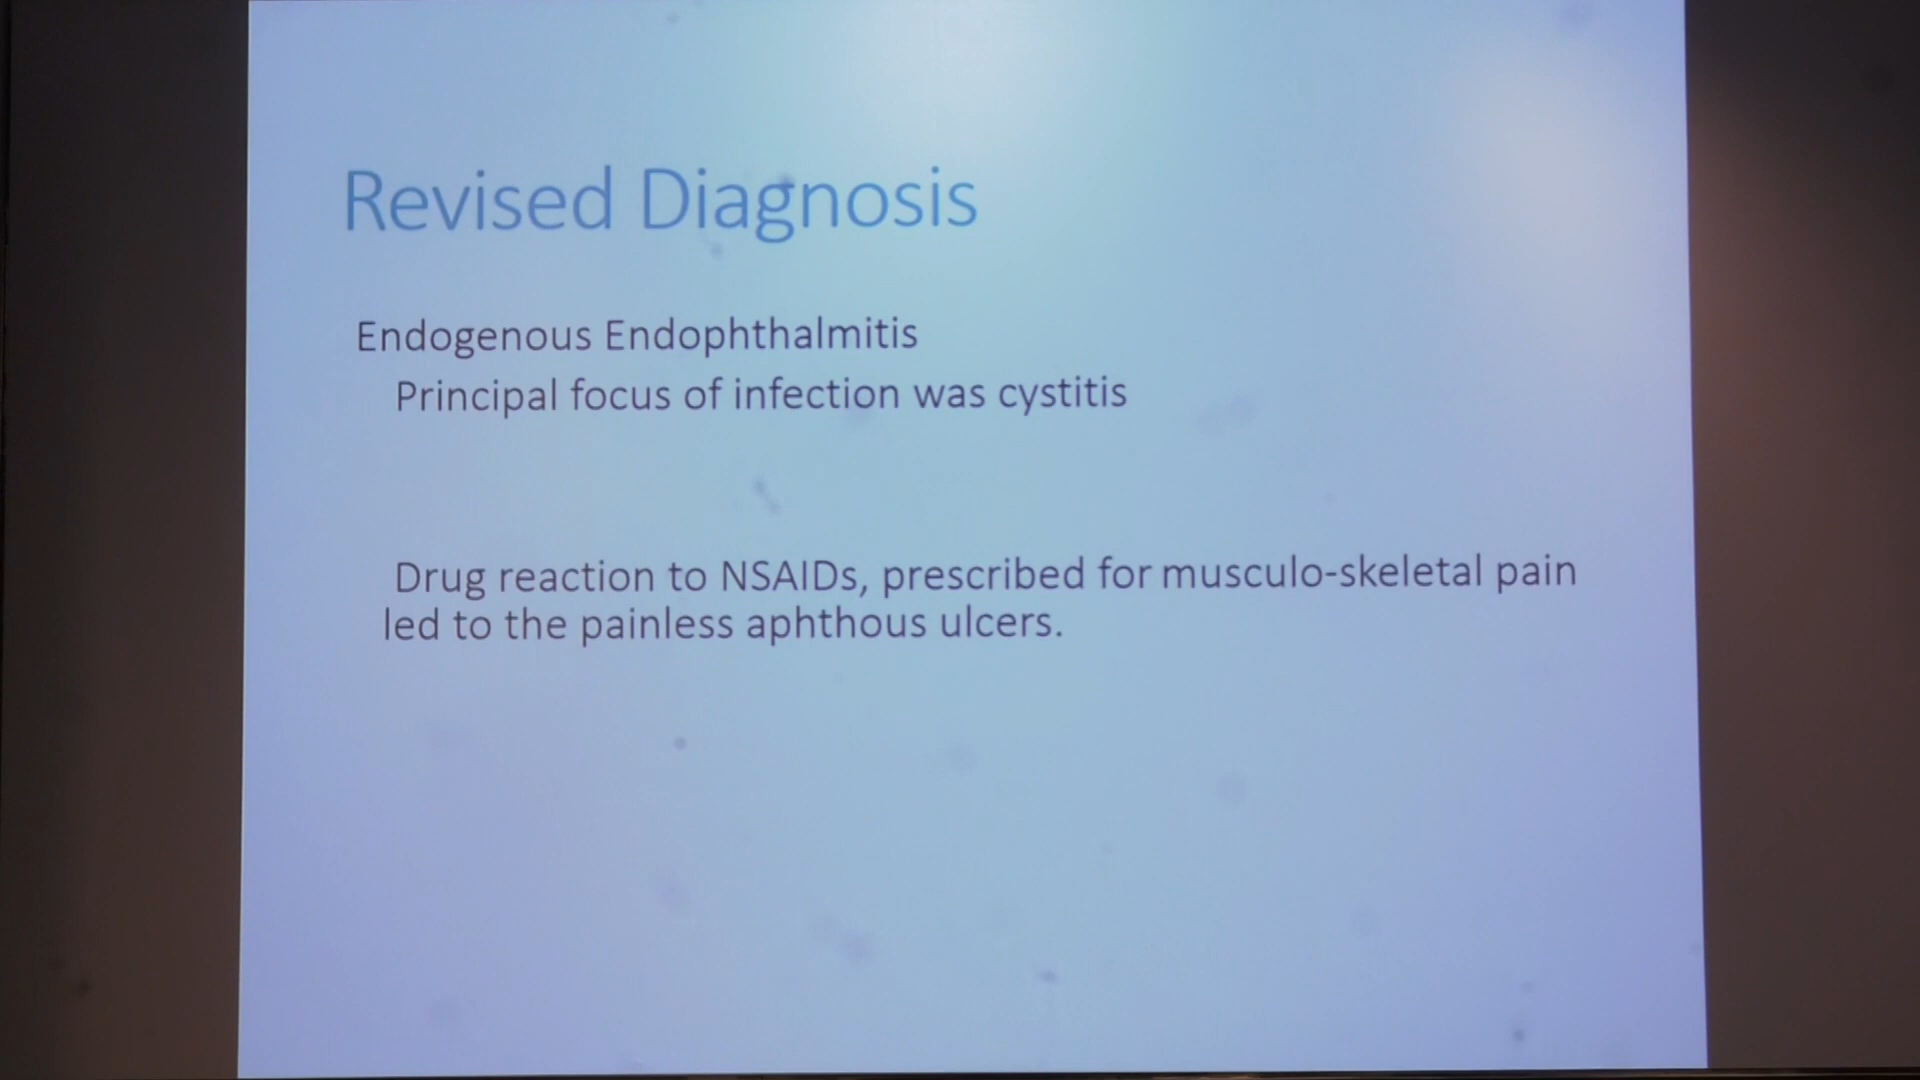 Revised Diagnosis
Endogenous Endophthalmitis
Principal focus of infection was cystitis
Drug reaction to NSAIDs, prescribed for musculo-skeletal pain
led to the painless aphthous ulcers.